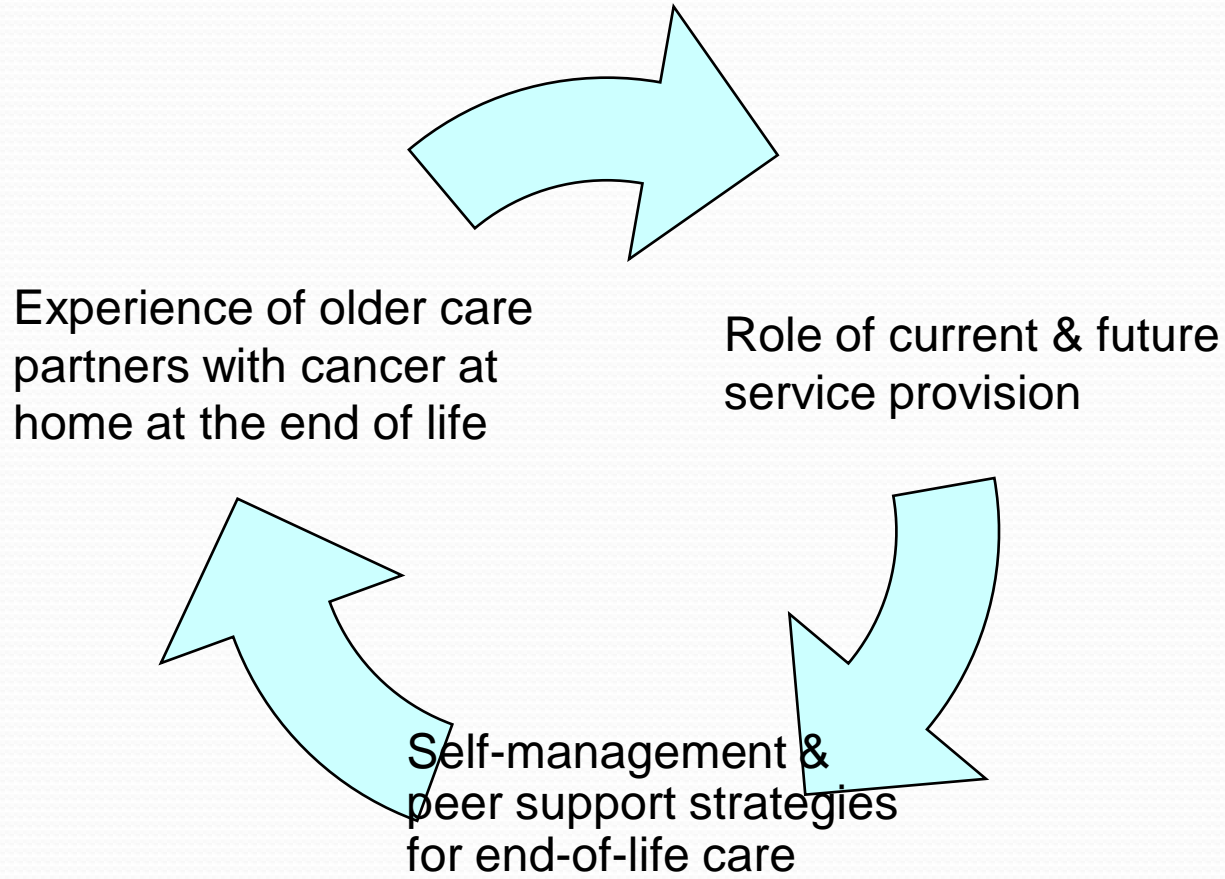 Experience of older care
partners with cancer at
home at the end of life
Role of current & future
service provision
Self-management &
peer support strategies
for end-of-life care